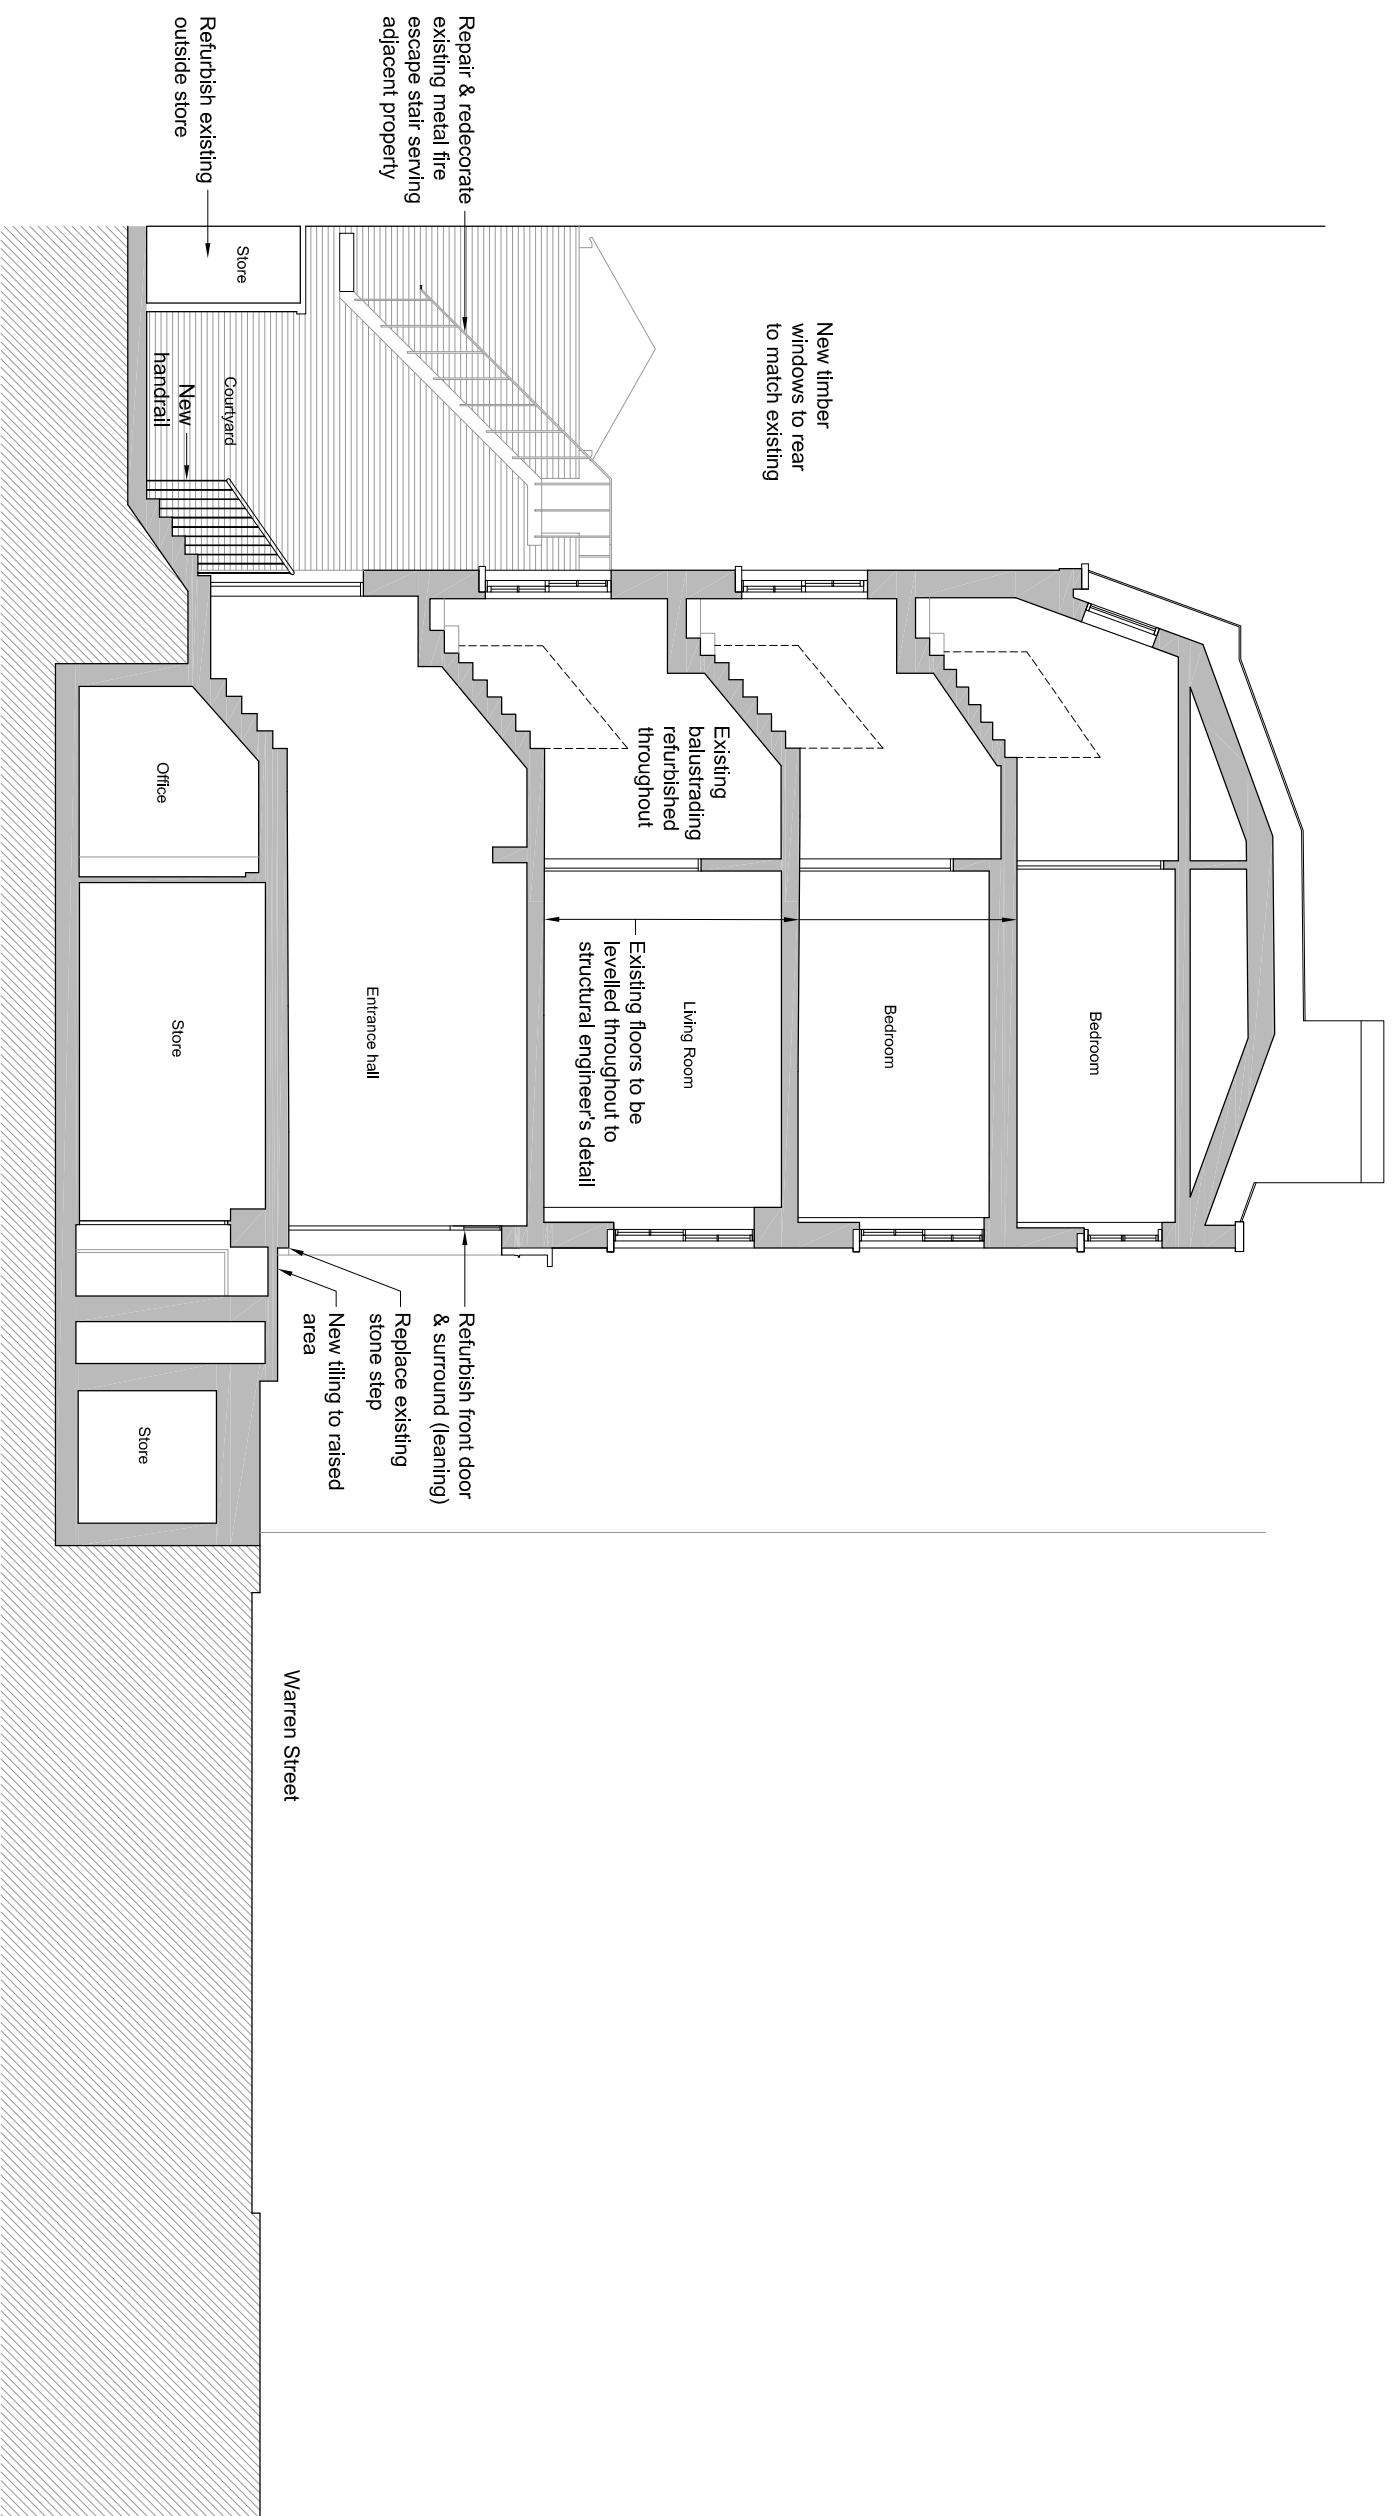 Repair & redecorate
existing metal fire
escape stair serving
adjacent property
Refurbish existing
outside store
New timber
windows to rear
to match existing
Store
Courtyard
New
handrail
Existing
balustrading
refurbished
throughout
Bedroom
Bedroom
Living Room
Existing floors to be
levelled throughout to
structural engineer's detail
Entrance hall
Office
Store
Store
Refurbish front door
& surround (leaning)
Replace existing
stone step
New tiling to raised
area
Warren Street